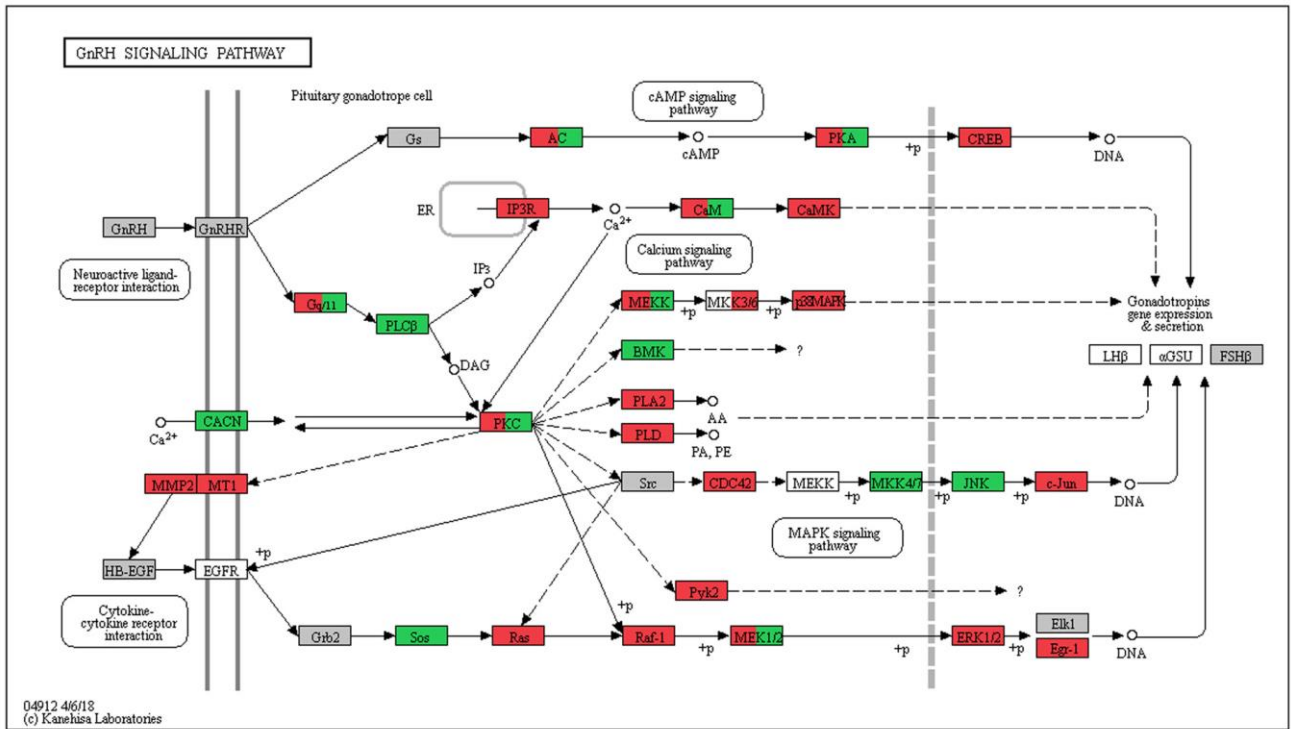 GnRH SIGNALING PATHWAY
Pituitary gonadotrope cell
cAMP signaling
pathway
Gs
AC
cAMP
PKA
+p
CREB
DNA
ER
IP3R
Ca2+
CaM
CaMK
GnRH
GnRHR
Neuroactive ligand-
receptor interaction
Calcium signaling
pathway
IP3
Gq/11
PLCβ
DAG
MEKK
+p
MKK3/6
+p
p38MAPK
Gonadotropins
gene expression
& secretion
BMK
?
LHβ
αGSU
FSHβ
Ca2+
CACN
PKC
PLA2
AA
PLD
PA, PE
MMP2
MT1
Src
CDC42
MEKK
+p
MKK4/7
+p
JNK
+p
c-Jun
DNA
MAPK signaling
pathway
HB-EGF
EGFR
+p
Pyk2
?
Cytokine-
cytokine receptor
interaction
Grb2
Sos
Ras
+p
Raf-1
+p
MEK1/2
+p
ERK1/2
+p
Elk1
Egr-1
DNA
04912 4/6/18
(c) Kanehisa Laboratories